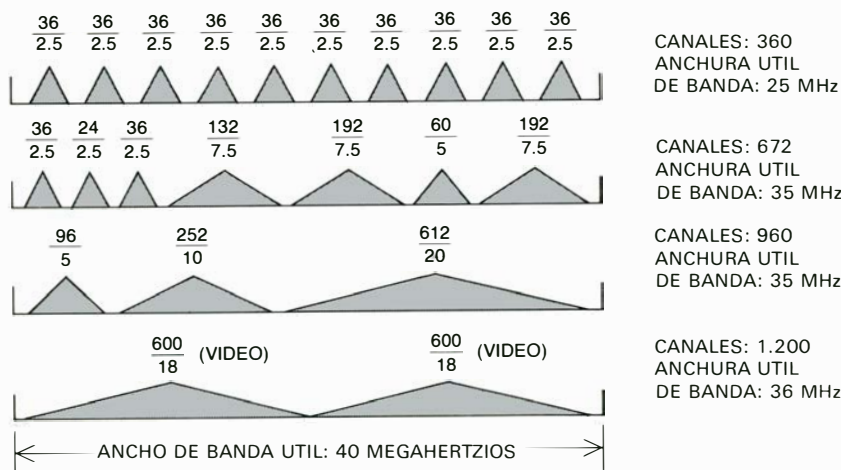 36 36 36 36 36 36 36 36 36 36
2.5 2.5 2.5 2.5 2.5 2.5 2.5 2.5 2.5 2.5
CANALES: 360
ANCHURA UTIL
DE BANDA: 25 MHz
36 24 36 132 192 60 192
2.5 2.5 2.5 7.5 7.5 5 7.5
CANALES: 672
ANCHURA UTIL
DE BANDA: 35 MHz
96 252 612
5 10 20
CANALES: 960
ANCHURA UTIL
DE BANDA: 35 MHz
600 (VIDEO) 600 (VIDEO)
18 18
CANALES: 1.200
ANCHURA UTIL
DE BANDA: 36 MHz
ANCHO DE BANDA UTIL: 40 MEGAHERTZIOS